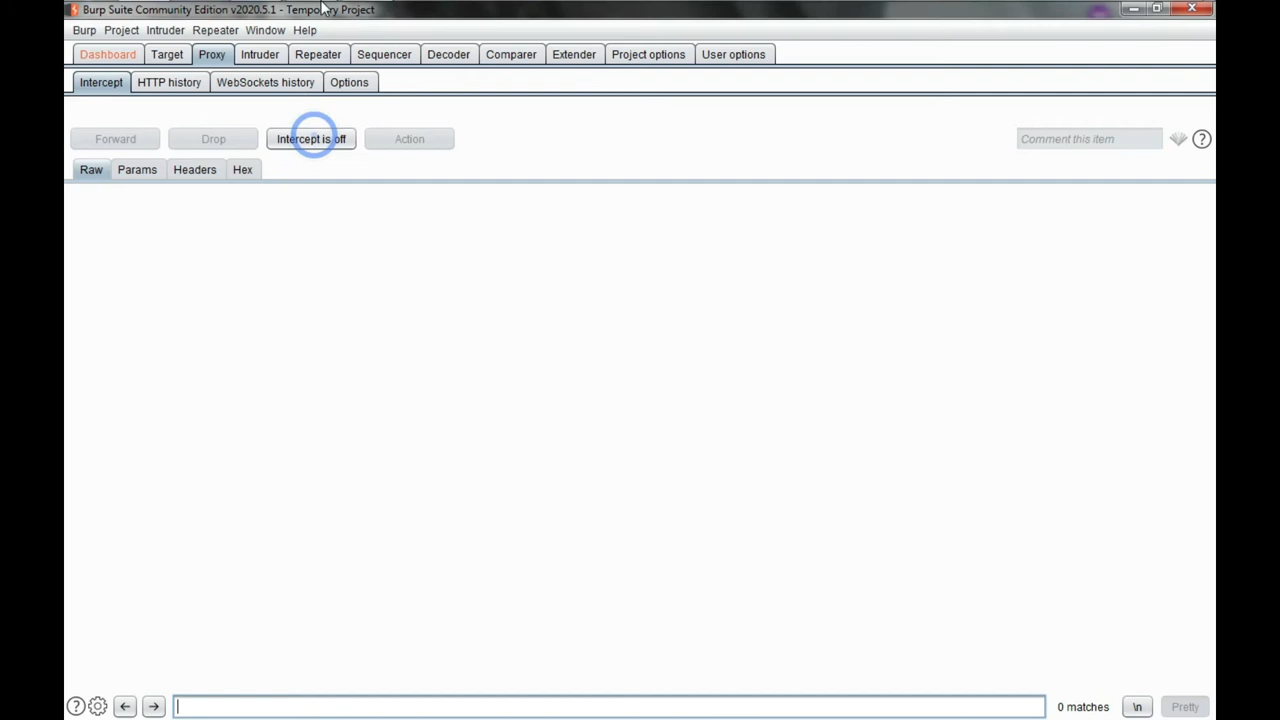 Burp Suite Community Edition v2020.5.1 - Temporary Project
Burp Project Intruder Repeater Window Help
Dashboard Target Proxy Intruder Repeater Sequencer Decoder Comparer Extender Project options User options
Intercept HTTP history WebSockets history Options
Forward Drop Intercept is off Action Comment this item ?
Raw Params Headers Hex
? 0 matches \n Pretty